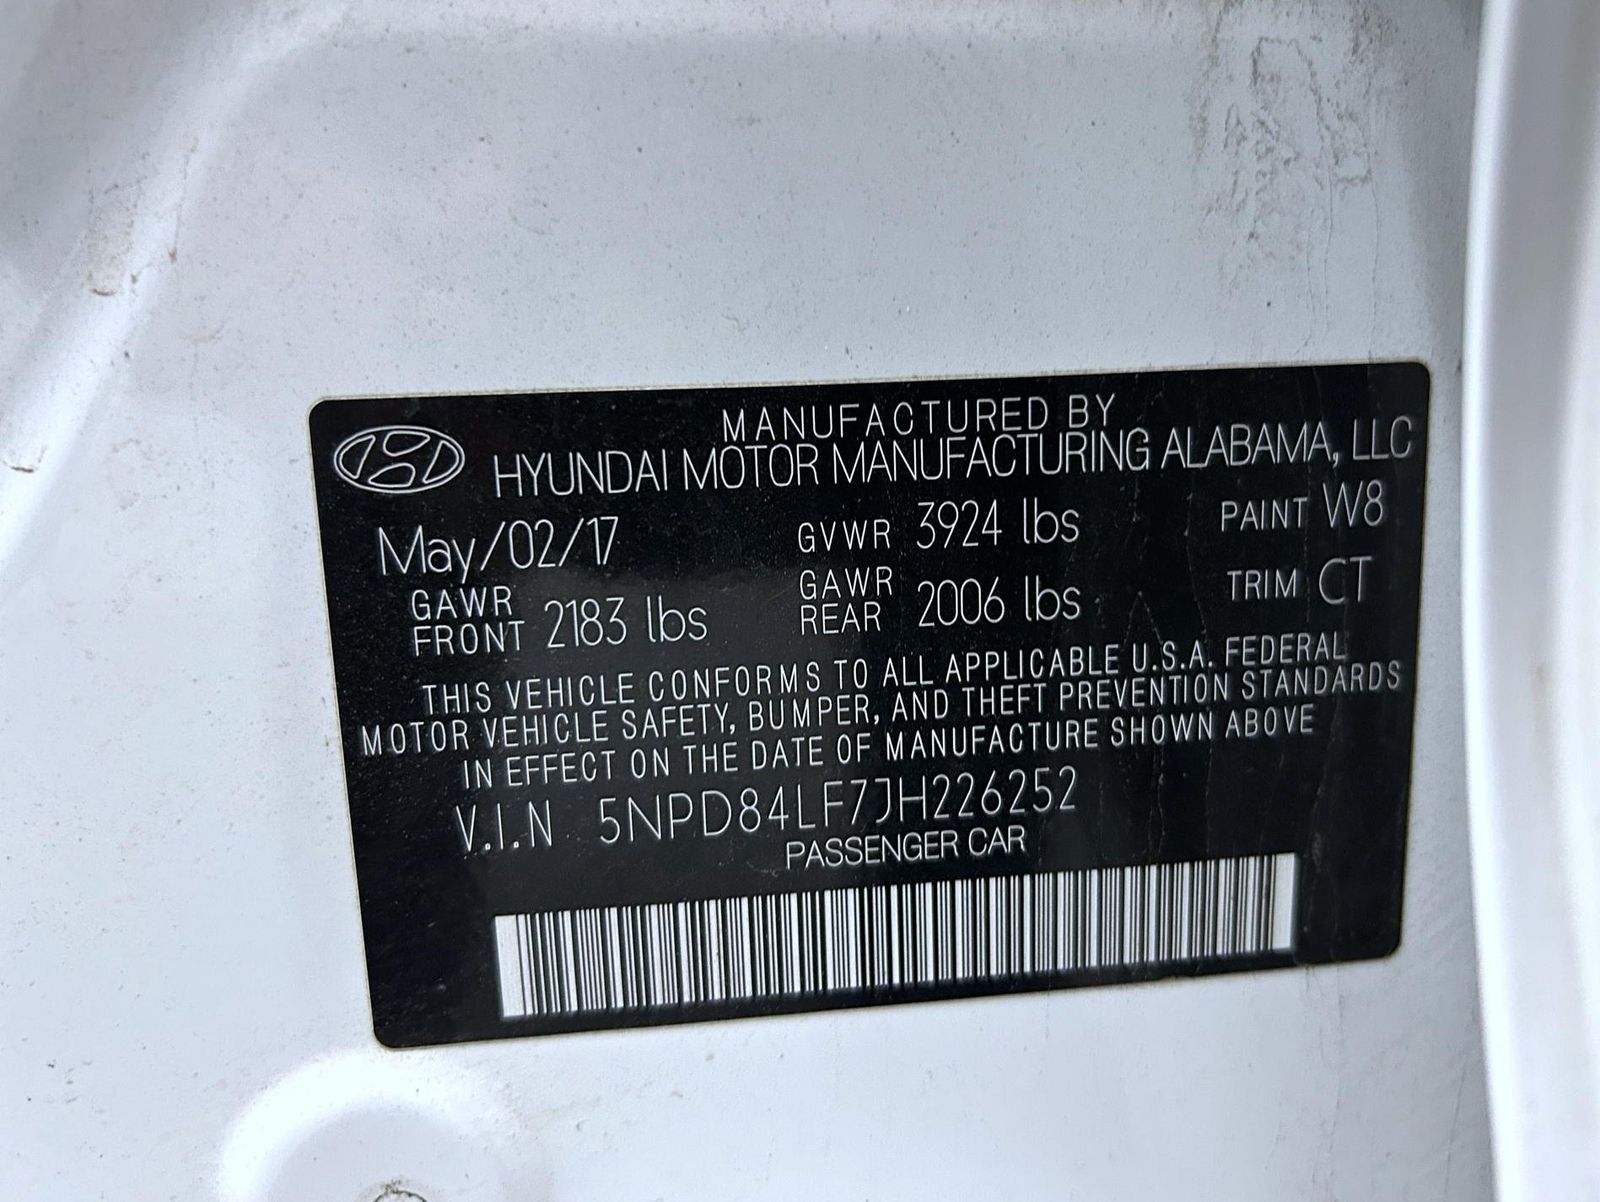 MANUFACTURED BY
HYUNDAI MOTOR MANUFACTURING ALABAMA, LLC
May/02/17 GVWR 3924 lbs PAINT W8
GAWR FRONT 2183 lbs GAWR REAR 2006 lbs TRIM CT
THIS VEHICLE CONFORMS TO ALL APPLICABLE U.S.A. FEDERAL
MOTOR VEHICLE SAFETY, BUMPER, AND THEFT PREVENTION STANDARDS
IN EFFECT ON THE DATE OF MANUFACTURE SHOWN ABOVE
V.I.N 5NPD84LF7JH226252
PASSENGER CAR